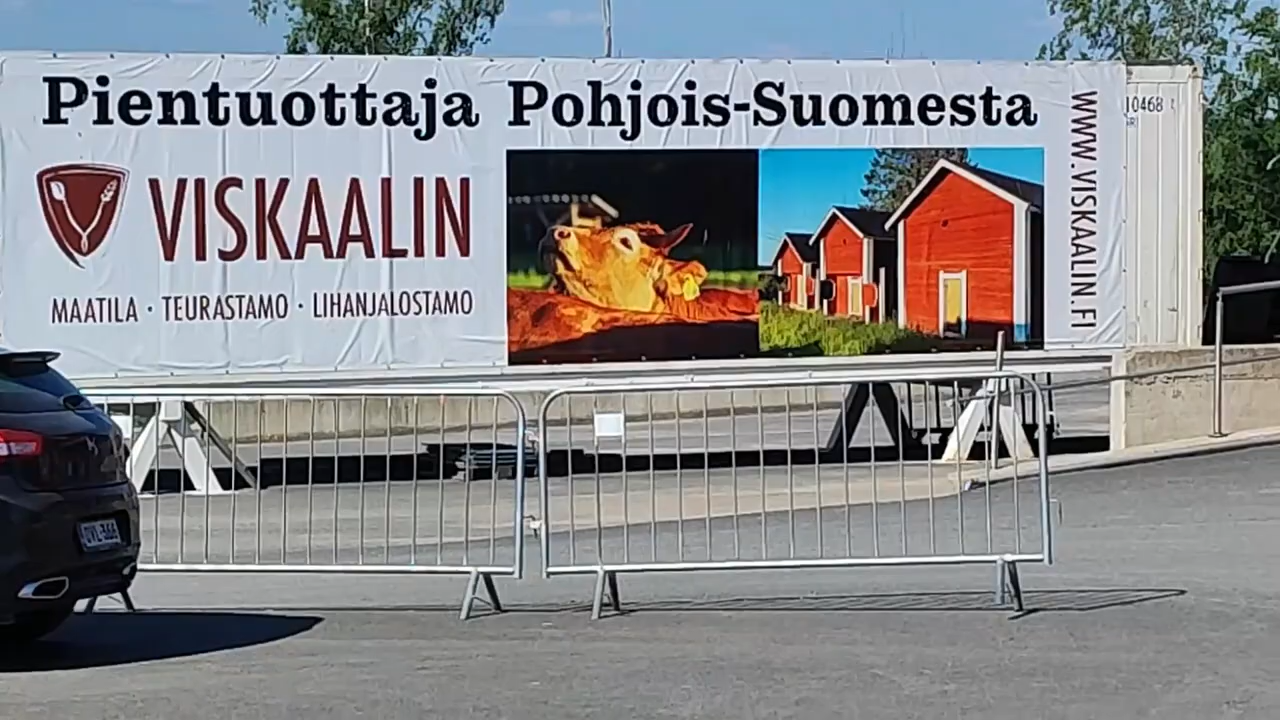 Pientuottaja Pohjois-Suomesta
VISKAALIN
MAATILA · TEURASTAMO · LIHANJALOSTAMO
WWW.VISKAALIN.FI
10468